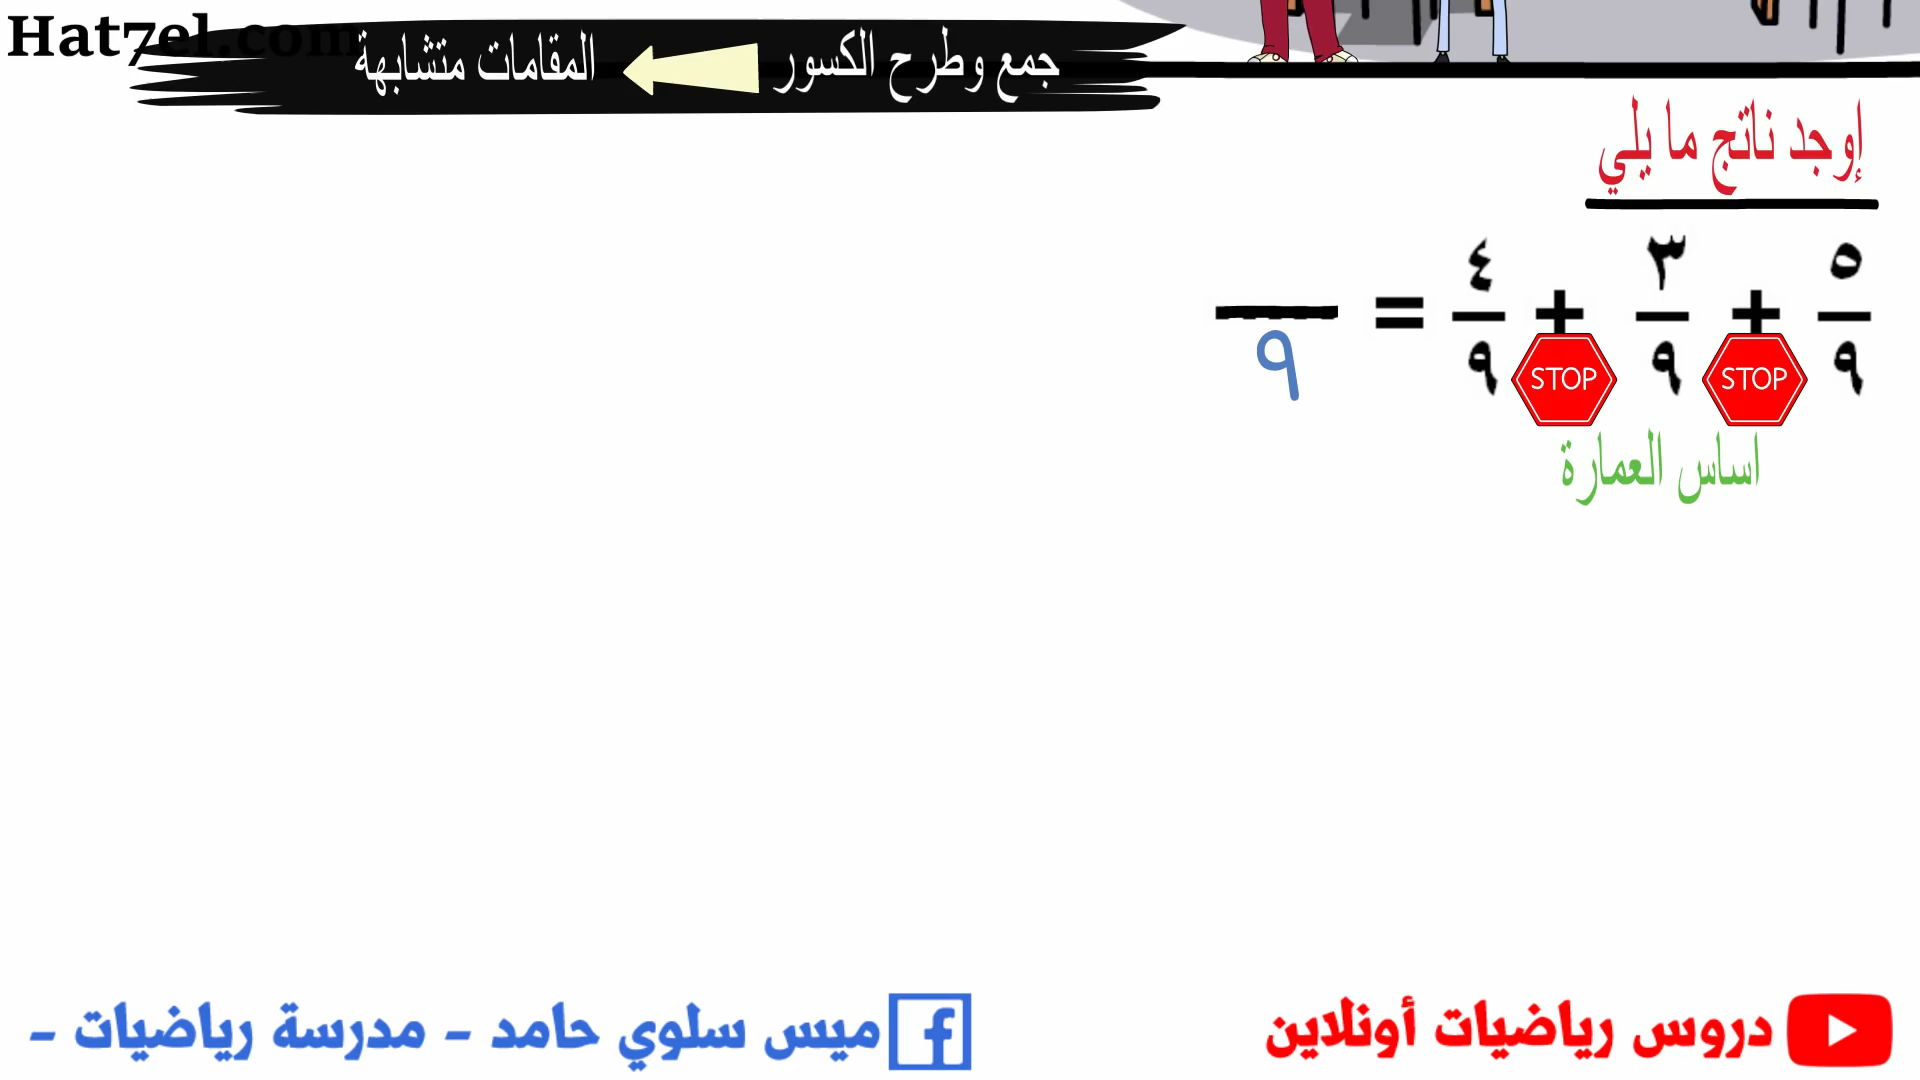 Hat7el.com
جمع وطرح الكسور المقامات متشابهة
إوجد ناتج ما يلي
٥/٩ + ٣/٩ + ٤/٩ = /٩
STOP STOP
اساس العمارة
دروس رياضيات أونلاين
ميس سلوي حامد - مدرسة رياضيات -